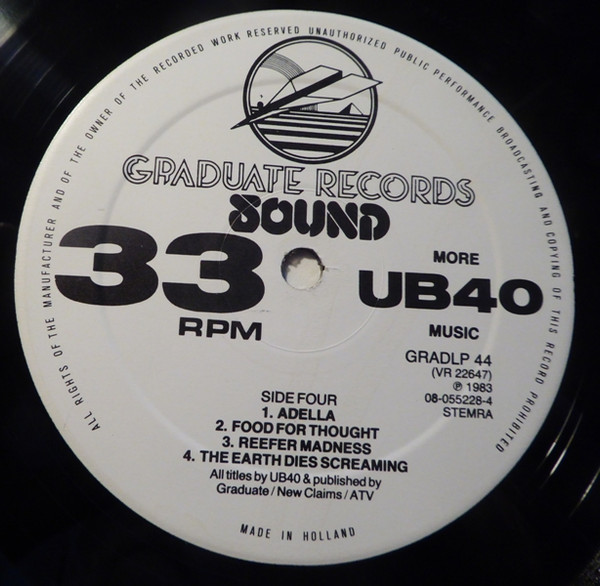 ALL RIGHTS OF THE MANUFACTURER AND OF THE OWNER OF THE RECORDED WORK RESERVED UNAUTHORIZED PUBLIC PERFORMANCE BROADCASTING AND COPYING OF THIS RECORD PROHIBITED
GRADUATE RECORDS
SOUND
33
RPM
MORE
UB40
MUSIC
GRADLP 44
(VR 22647)
℗ 1983
08-055228-4
STEMRA
SIDE FOUR
1. ADELLA
2. FOOD FOR THOUGHT
3. REEFER MADNESS
4. THE EARTH DIES SCREAMING
All titles by UB40 & published by
Graduate / New Claims / ATV
MADE IN HOLLAND